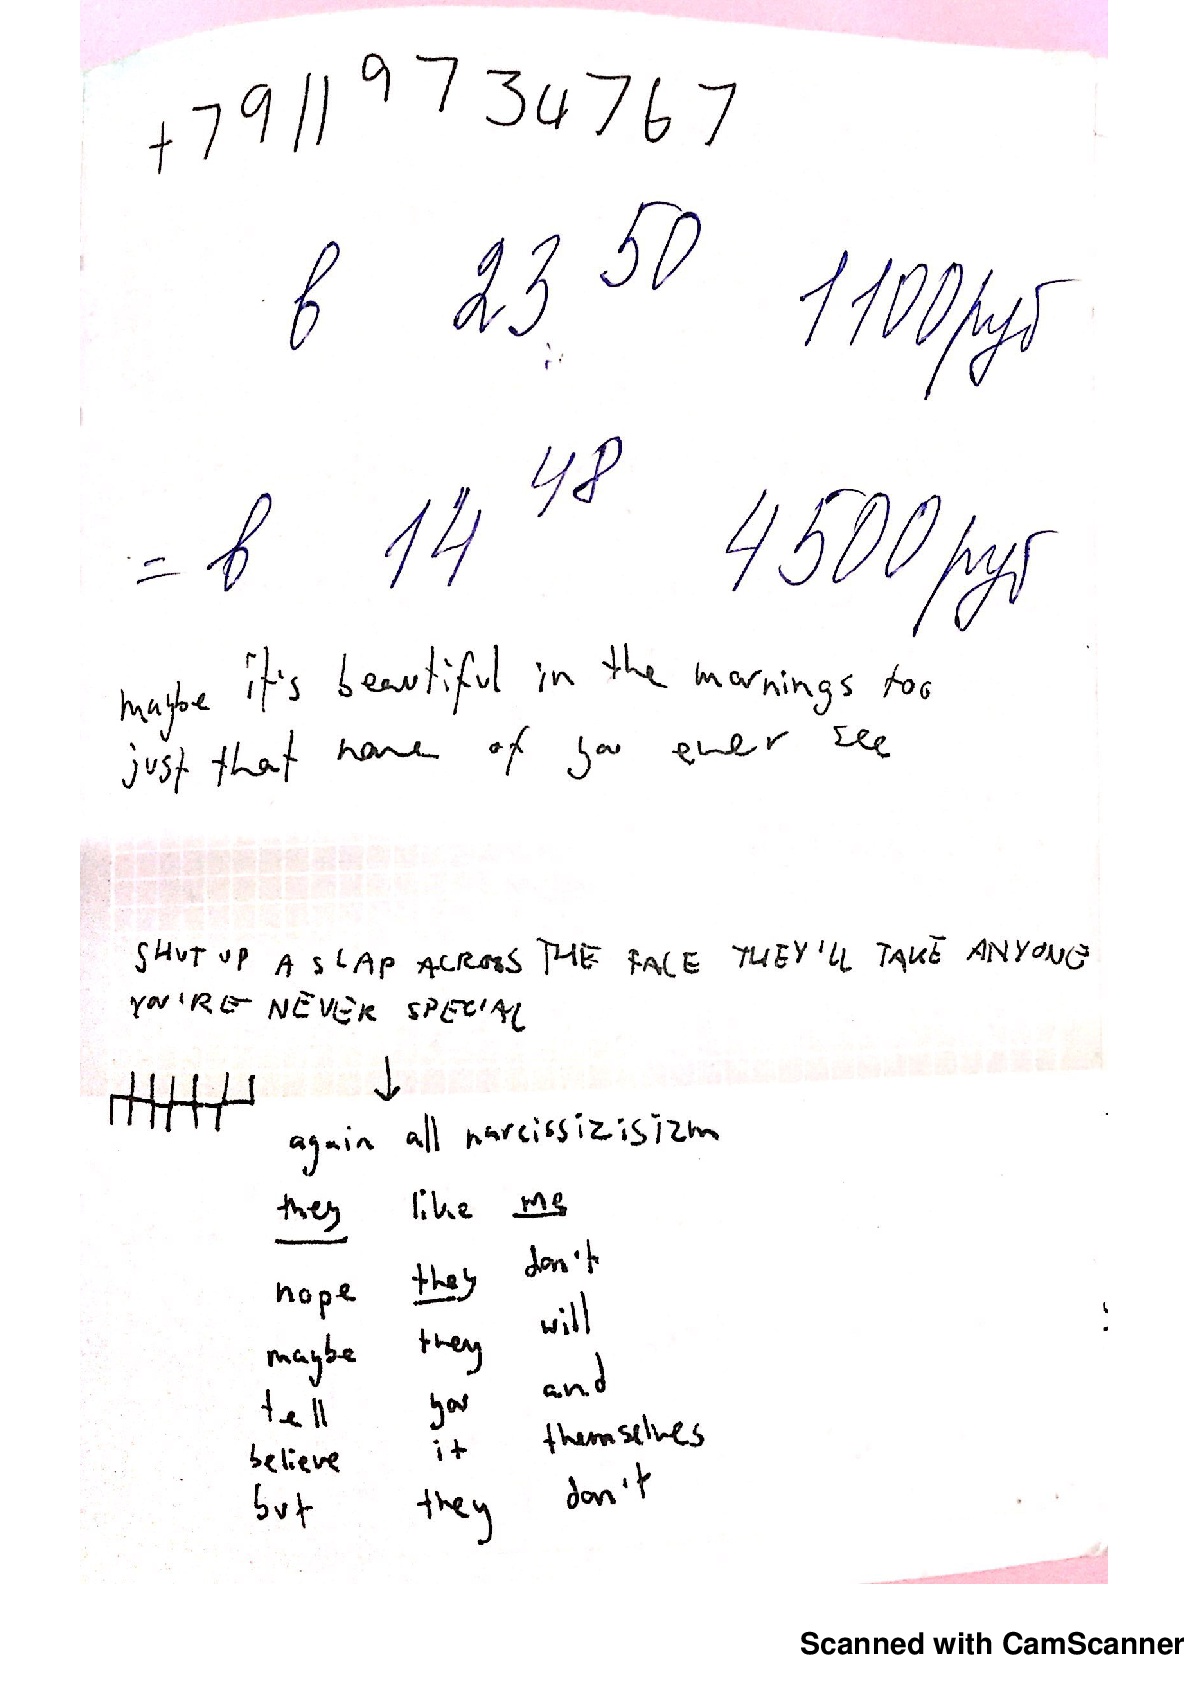 +79119734767
в 23 50 1100руб
= в 14 48 4500руб
maybe it's beautiful in the mornings too
just that none of you ever see
SHUT UP A SLAP ACROSS THE FACE THEY'LL TAKE ANYONE
YOU'RE NEVER SPECIAL
again all narcissizisizm
they like me
nope they don't
maybe they will
tell you and
believe it themselves
but they don't
Scanned with CamScanner